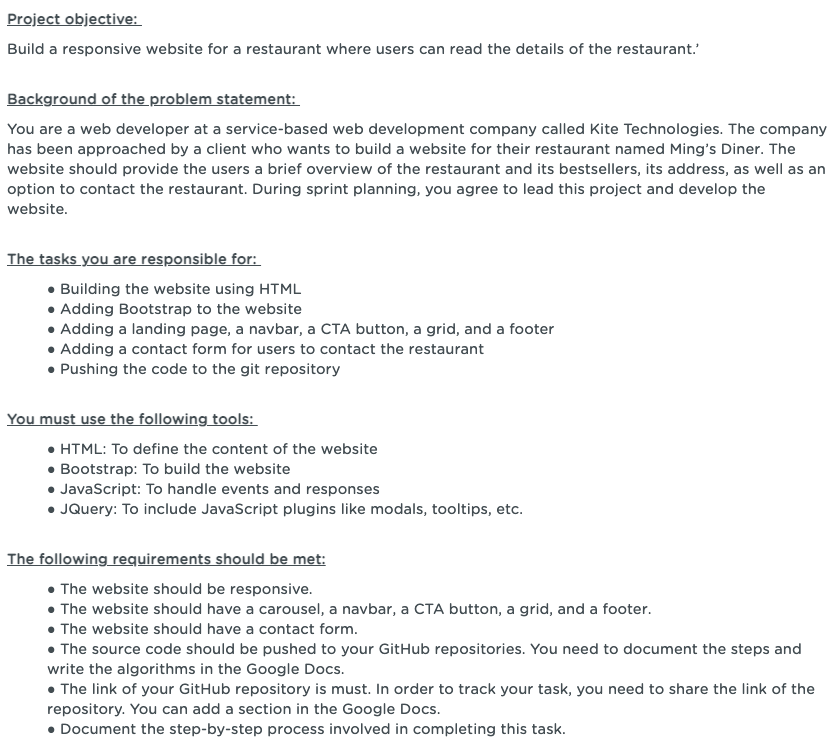 Project objective:
Build a responsive website for a restaurant where users can read the details of the restaurant.’
Background of the problem statement:
You are a web developer at a service-based web development company called Kite Technologies. The company
has been approached by a client who wants to build a website for their restaurant named Ming’s Diner. The
website should provide the users a brief overview of the restaurant and its bestsellers, its address, as well as an
option to contact the restaurant. During sprint planning, you agree to lead this project and develop the
website.
The tasks you are responsible for:
● Building the website using HTML
● Adding Bootstrap to the website
● Adding a landing page, a navbar, a CTA button, a grid, and a footer
● Adding a contact form for users to contact the restaurant
● Pushing the code to the git repository
You must use the following tools:
● HTML: To define the content of the website
● Bootstrap: To build the website
● JavaScript: To handle events and responses
● JQuery: To include JavaScript plugins like modals, tooltips, etc.
The following requirements should be met:
● The website should be responsive.
● The website should have a carousel, a navbar, a CTA button, a grid, and a footer.
● The website should have a contact form.
● The source code should be pushed to your GitHub repositories. You need to document the steps and
write the algorithms in the Google Docs.
● The link of your GitHub repository is must. In order to track your task, you need to share the link of the
repository. You can add a section in the Google Docs.
● Document the step-by-step process involved in completing this task.